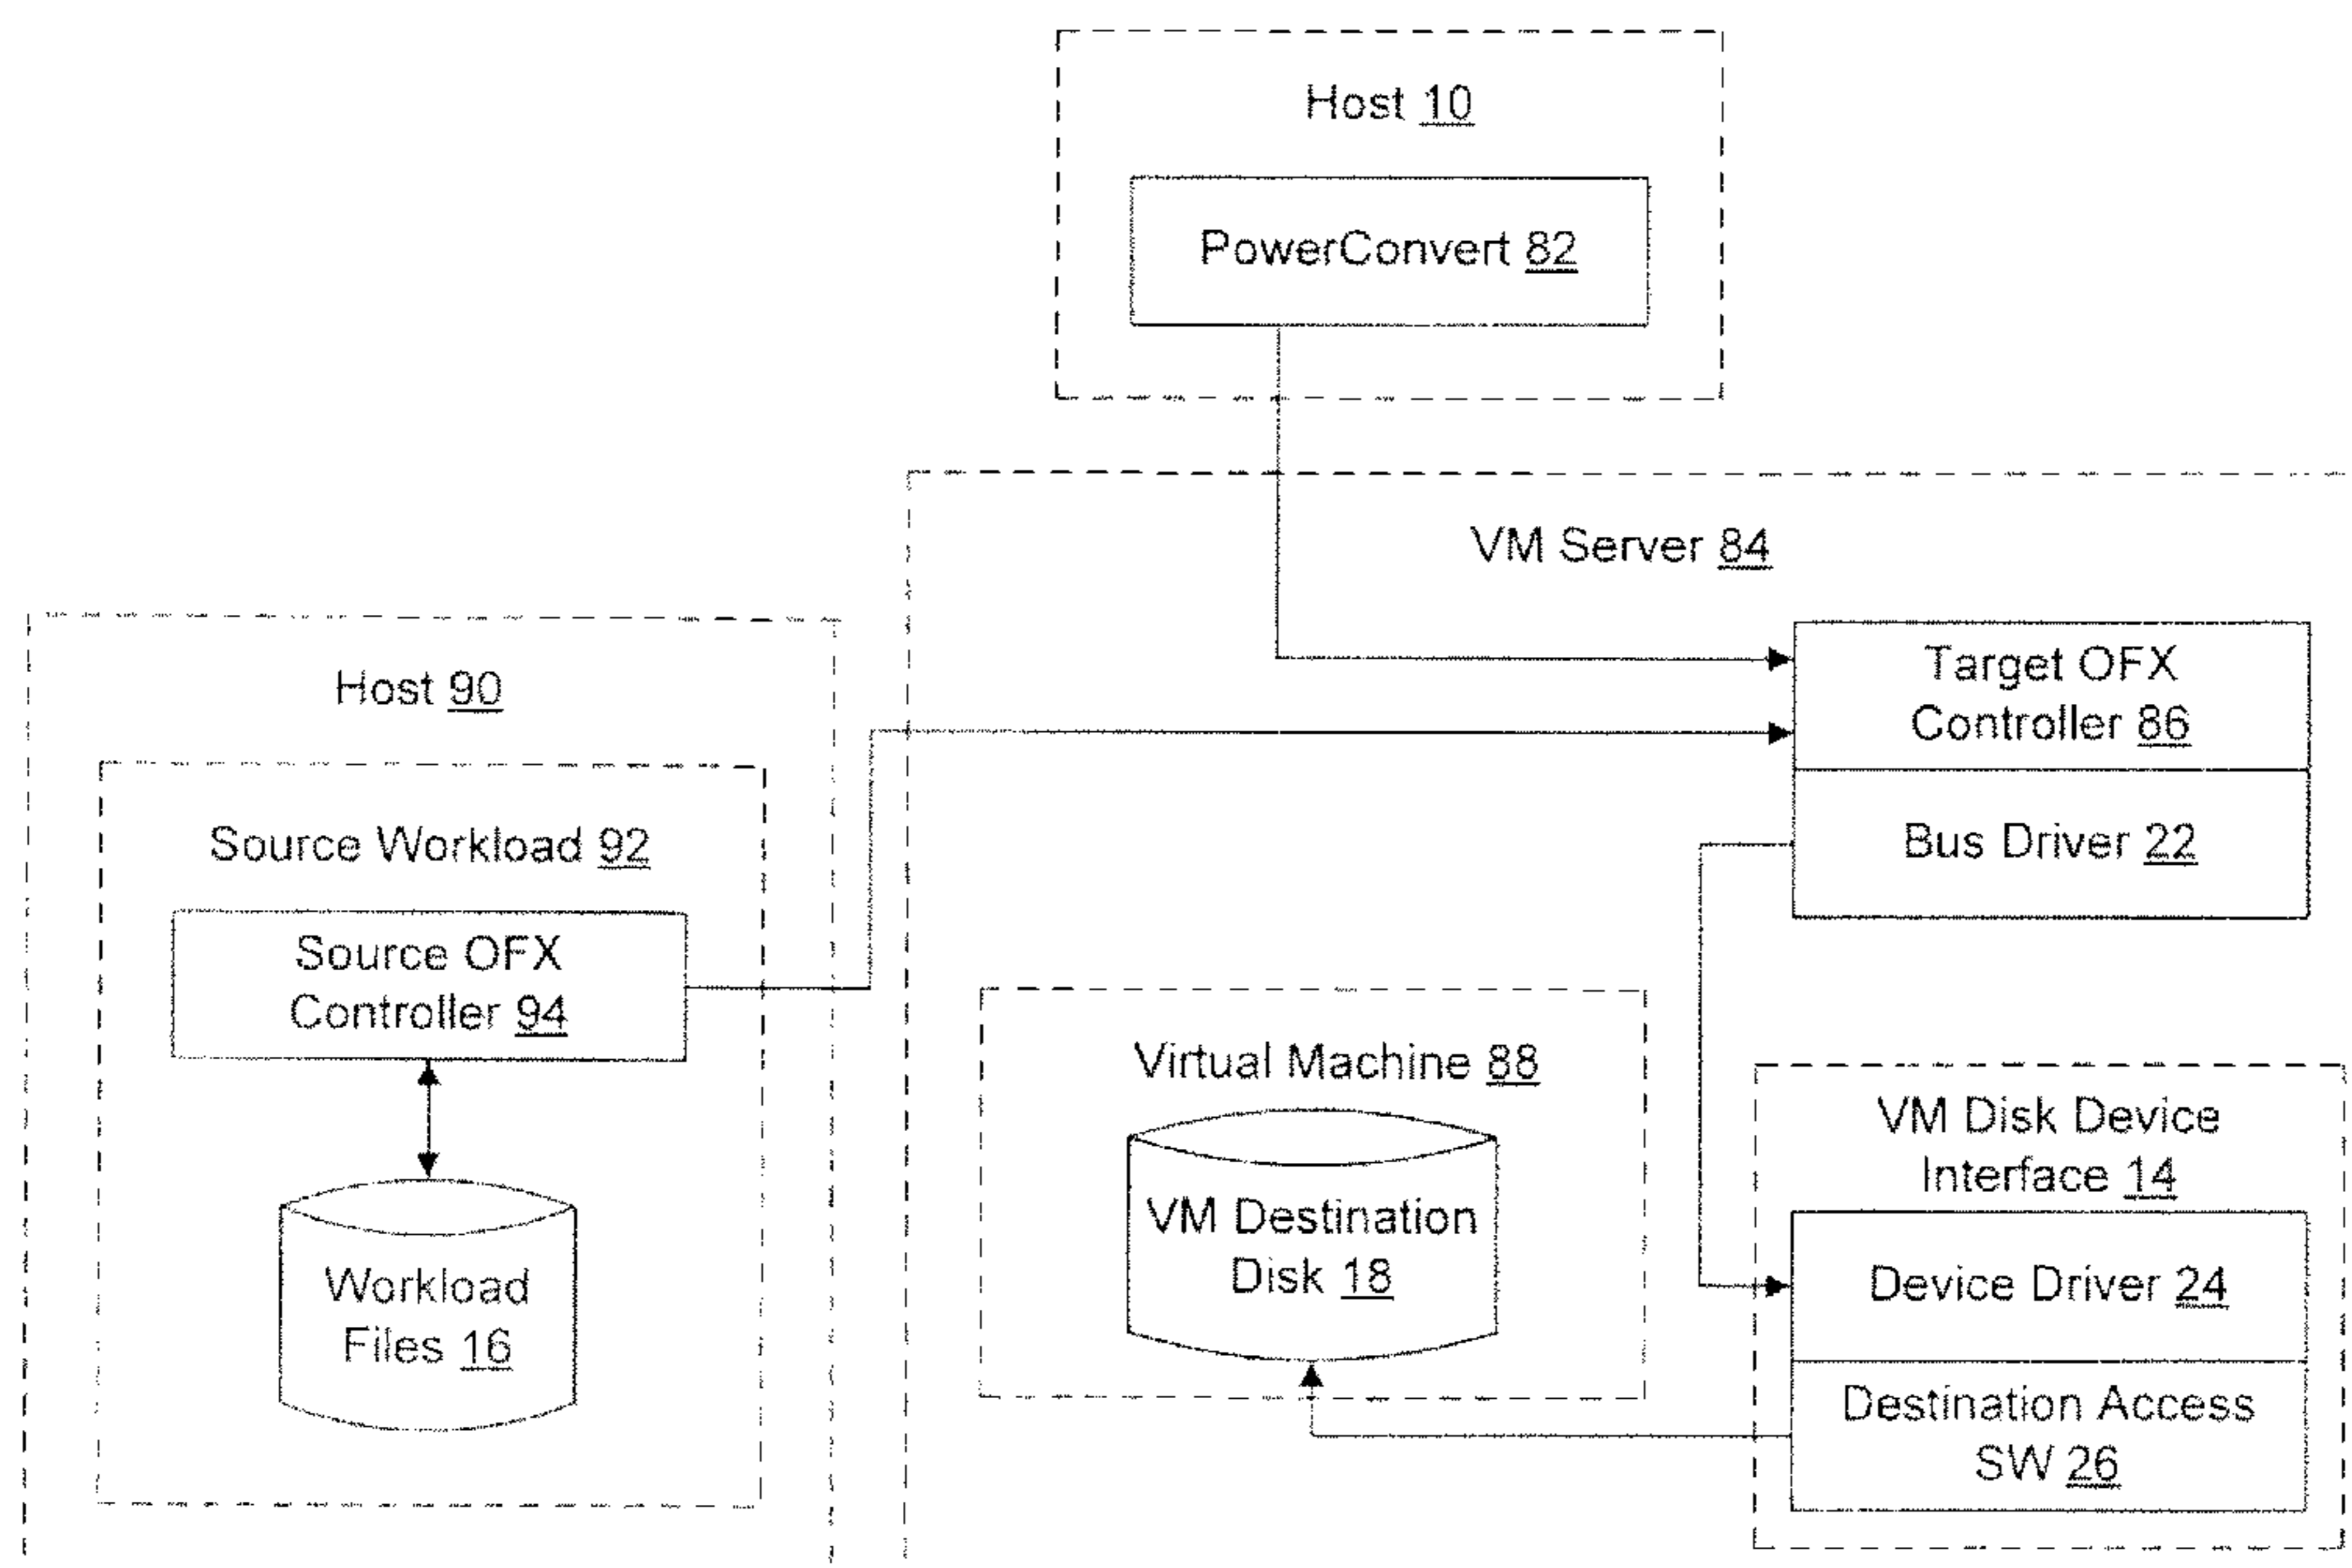 Host 10
PowerConvert 82
VM Server 84
Target OFX
Controller 86
Bus Driver 22
Host 90
Source Workload 92
Source OFX
Controller 94
Workload
Files 16
Virtual Machine 88
VM Destination
Disk 18
VM Disk Device
Interface 14
Device Driver 24
Destination Access
SW 26